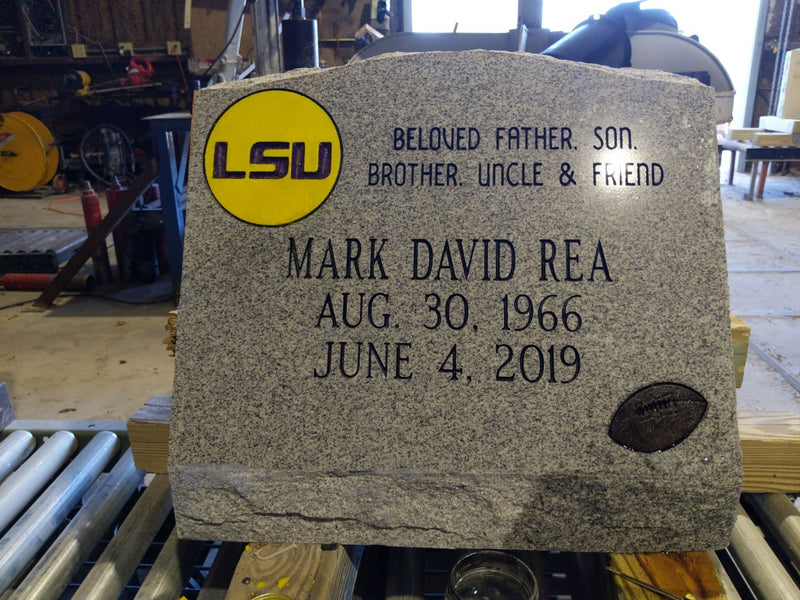 LSU
BELOVED FATHER. SON.
BROTHER. UNCLE & FRIEND
MARK DAVID REA
AUG. 30, 1966
JUNE 4, 2019